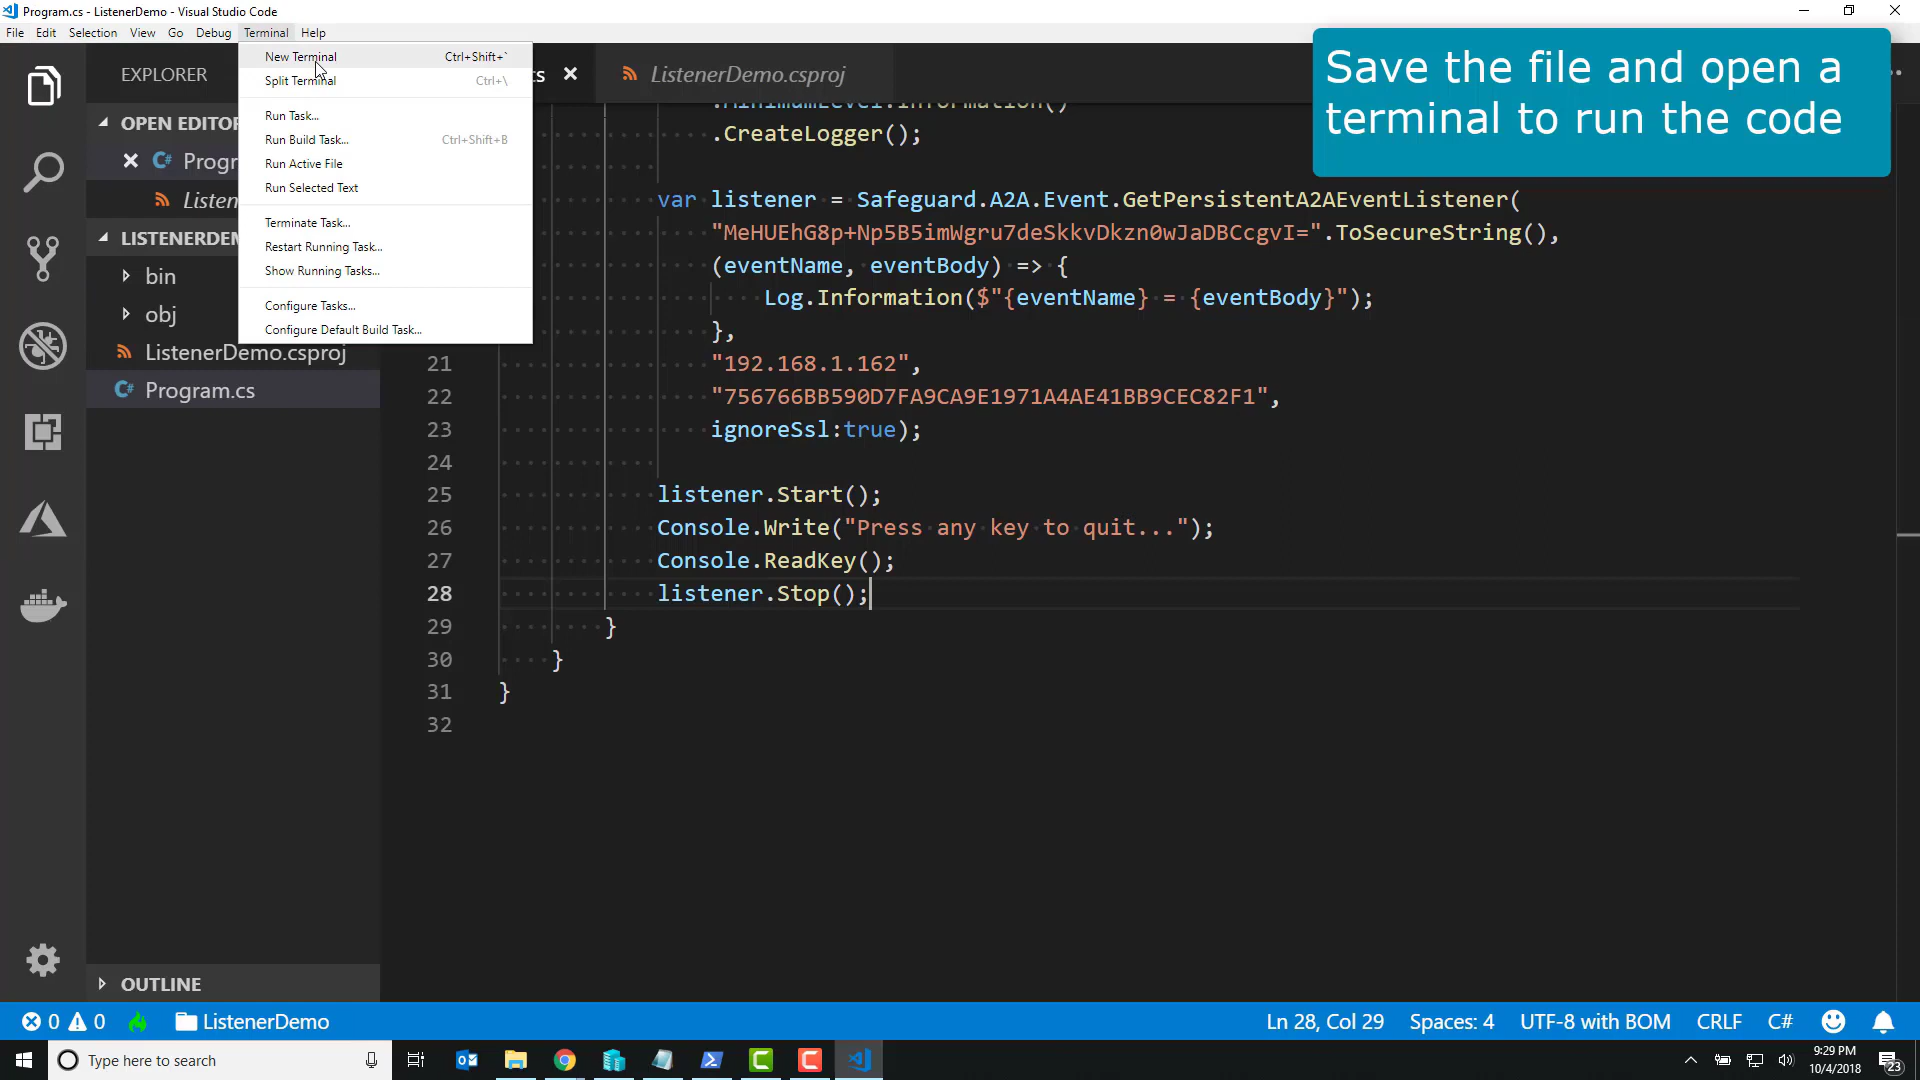 Program.cs - ListenerDemo - Visual Studio Code
File Edit Selection View Go Debug Terminal Help
New Terminal Ctrl+Shift+`
Split Terminal Ctrl+\
Run Task...
Run Build Task... Ctrl+Shift+B
Run Active File
Run Selected Text
Terminate Task...
Restart Running Task...
Show Running Tasks...
Configure Tasks...
Configure Default Build Task...
EXPLORER
OPEN EDITOR
Progr
Listen
LISTENERDEM
bin
obj
ListenerDemo.csproj
Program.cs
OUTLINE
cs
ListenerDemo.csproj
Save the file and open a
terminal to run the code
.MinimumLevel.Information()
.CreateLogger();
var listener = Safeguard.A2A.Event.GetPersistentA2AEventListener(
"MeHUEhG8p+Np5B5imWgru7deSkkvDkzn0wJaDBCcgvI=".ToSecureString(),
(eventName, eventBody) => {
Log.Information($"{eventName} = {eventBody}");
},
21 "192.168.1.162",
22 "756766BB590D7FA9CA9E1971A4AE41BB9CEC82F1",
23 ignoreSsl:true);
24
25 listener.Start();
26 Console.Write("Press any key to quit...");
27 Console.ReadKey();
28 listener.Stop();
29 }
30 }
31 }
32
0 0 ListenerDemo Ln 28, Col 29 Spaces: 4 UTF-8 with BOM CRLF C#
Type here to search
9:29 PM
10/4/2018
23